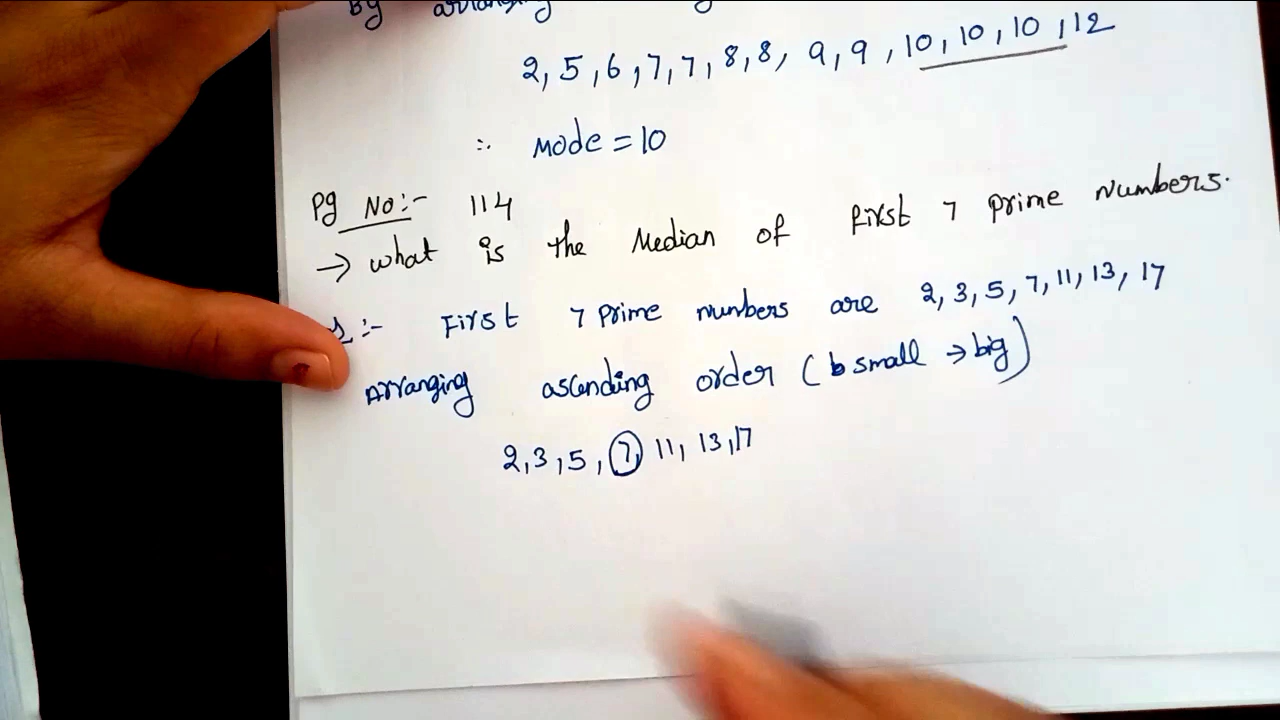 By arranging
2, 5, 6, 7, 7, 8, 8, 9, 9, 10, 10, 10, 12
∴ Mode = 10
Pg No:- 114
→ what is the Median of first 7 prime Numbers.
:- First 7 prime numbers are 2, 3, 5, 7, 11, 13, 17
Arranging ascending order ( small → big)
2, 3, 5, 7, 11, 13, 17